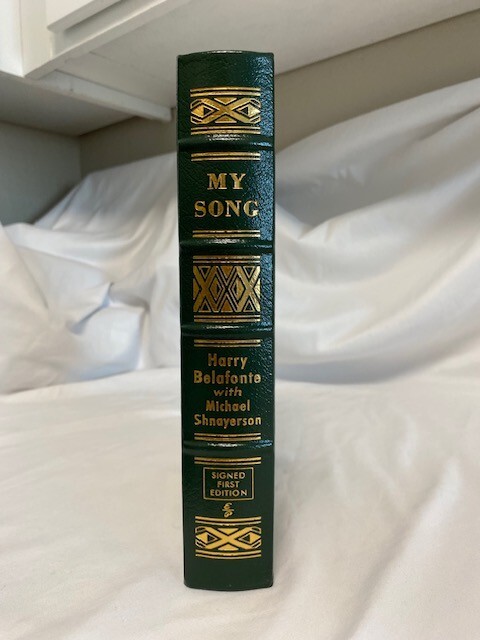 MY
SONG
Harry
Belafonte
with
Michael
Shnayerson
SIGNED
FIRST
EDITION